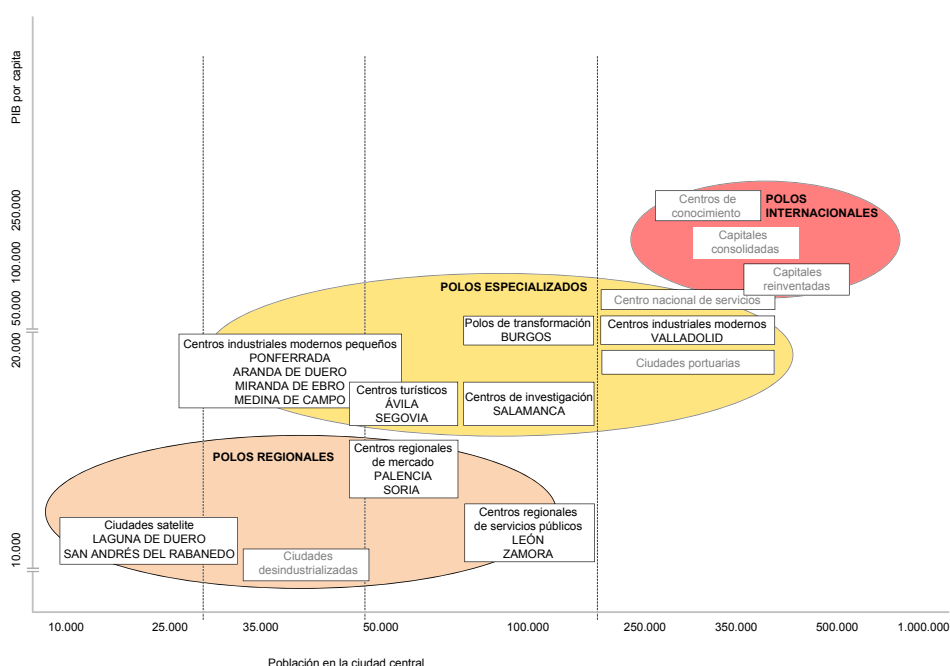 PIB por capita
250.000
100.000
50.000
20.000
10.000
Centros de
conocimiento
POLOS
INTERNACIONALES
Capitales
consolidadas
Capitales
reinventadas
POLOS ESPECIALIZADOS
Centro nacional de servicios
Polos de transformación
BURGOS
Centros industriales modernos
VALLADOLID
Ciudades portuarias
Centros industriales modernos pequeños
PONFERRADA
ARANDA DE DUERO
MIRANDA DE EBRO
MEDINA DE CAMPO
Centros turísticos
ÁVILA
SEGOVIA
Centros de investigación
SALAMANCA
POLOS REGIONALES
Centros regionales
de mercado
PALENCIA
SORIA
Centros regionales
de servicios públicos
LEÓN
ZAMORA
Ciudades satelite
LAGUNA DE DUERO
SAN ANDRÉS DEL RABANEDO
Ciudades
desindustrializadas
10.000
25.000
35.000
50.000
100.000
250.000
350.000
500.000
1.000.000
Población en la ciudad central